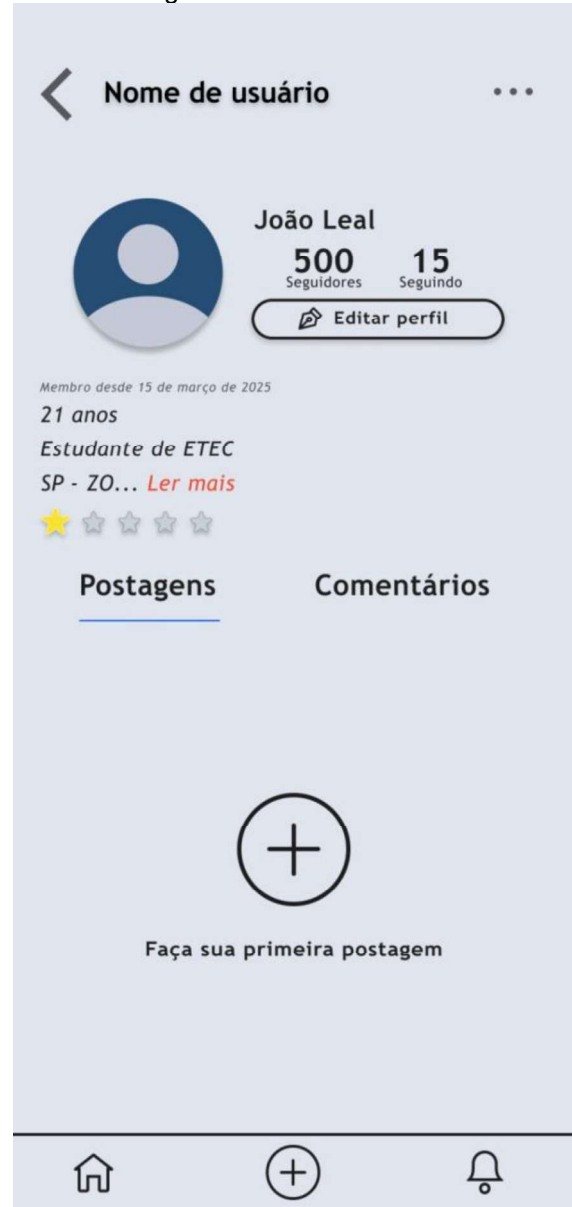 Nome de usuário
João Leal
500 15
Seguidores Seguindo
Editar perfil
Membro desde 15 de março de 2025
21 anos
Estudante de ETEC
SP - ZO... Ler mais
Postagens Comentários
Faça sua primeira postagem